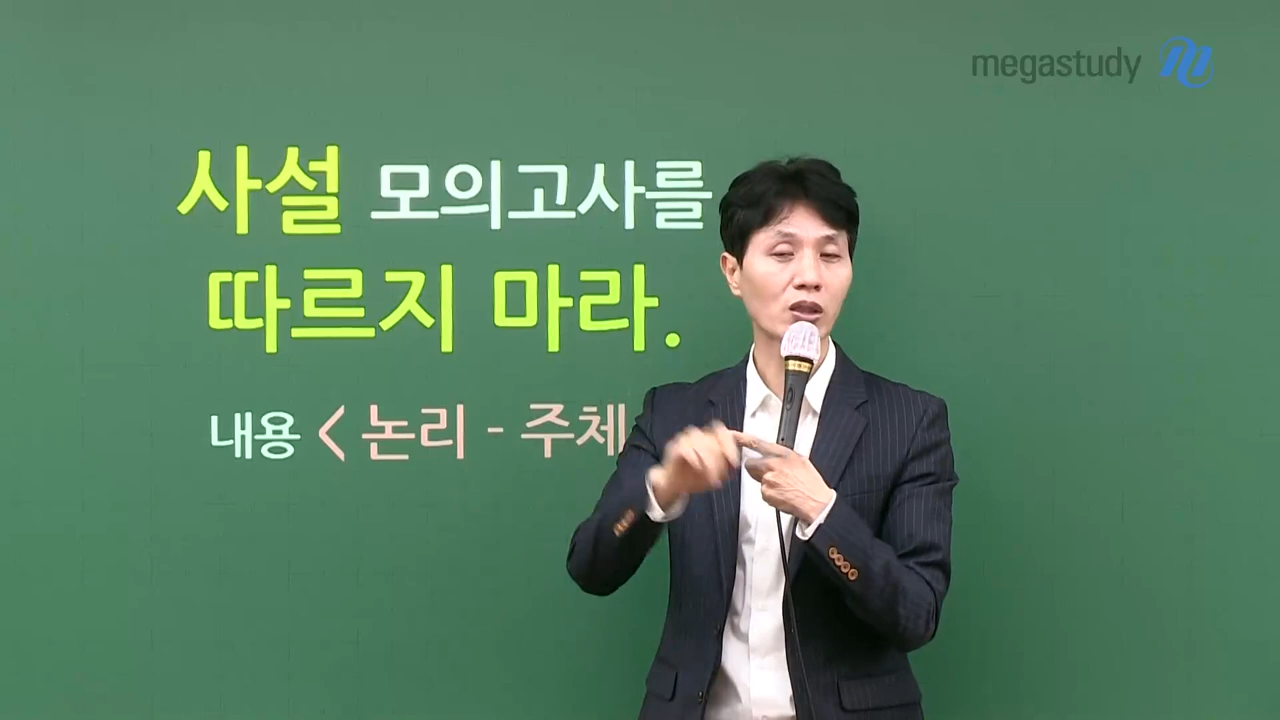 megastudy
사설 모의고사를
따르지 마라.
내용 < 논리 - 주체